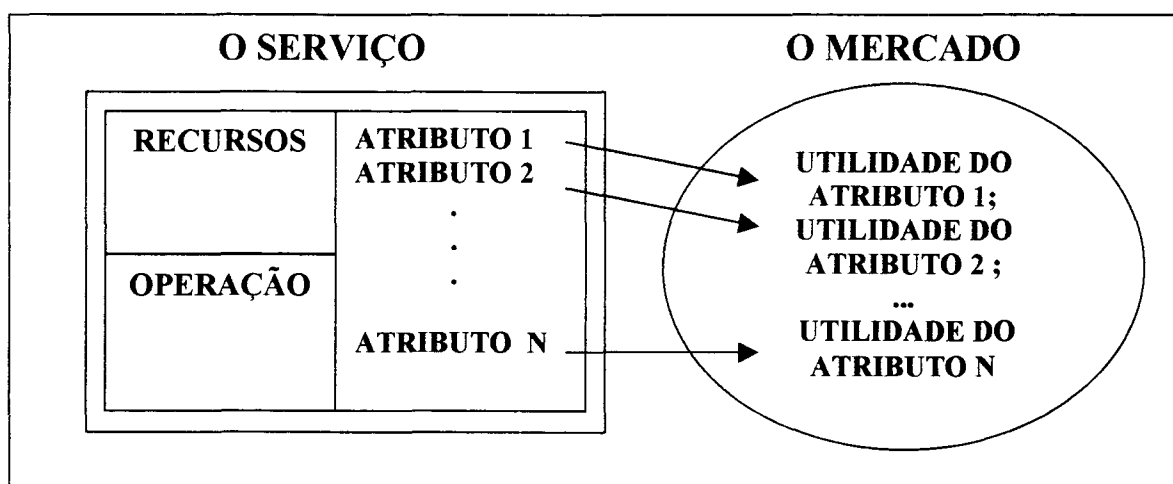 O SERVIÇO
O MERCADO
RECURSOS
OPERAÇÃO
ATRIBUTO 1
ATRIBUTO 2
.
.
.
ATRIBUTO N
UTILIDADE DO
ATRIBUTO 1;
UTILIDADE DO
ATRIBUTO 2 ;
...
UTILIDADE DO
ATRIBUTO N